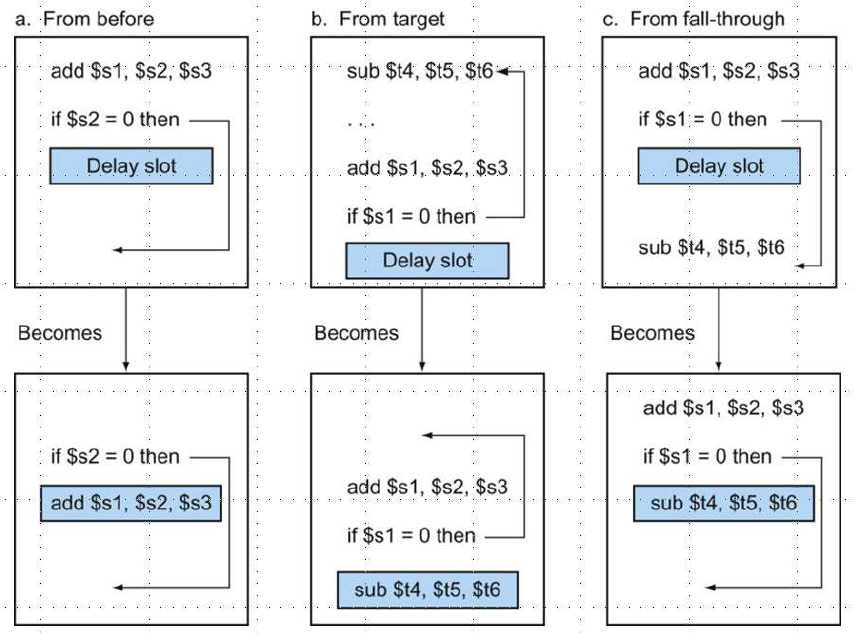 a. From before
add $s1, $s2, $s3
if $s2 = 0 then
Delay slot
Becomes
if $s2 = 0 then
add $s1, $s2, $s3
b. From target
sub $t4, $t5, $t6
. . .
add $s1, $s2, $s3
if $s1 = 0 then
Delay slot
Becomes
add $s1, $s2, $s3
if $s1 = 0 then
sub $t4, $t5, $t6
c. From fall-through
add $s1, $s2, $s3
if $s1 = 0 then
Delay slot
sub $t4, $t5, $t6
Becomes
add $s1, $s2, $s3
if $s1 = 0 then
sub $t4, $t5, $t6